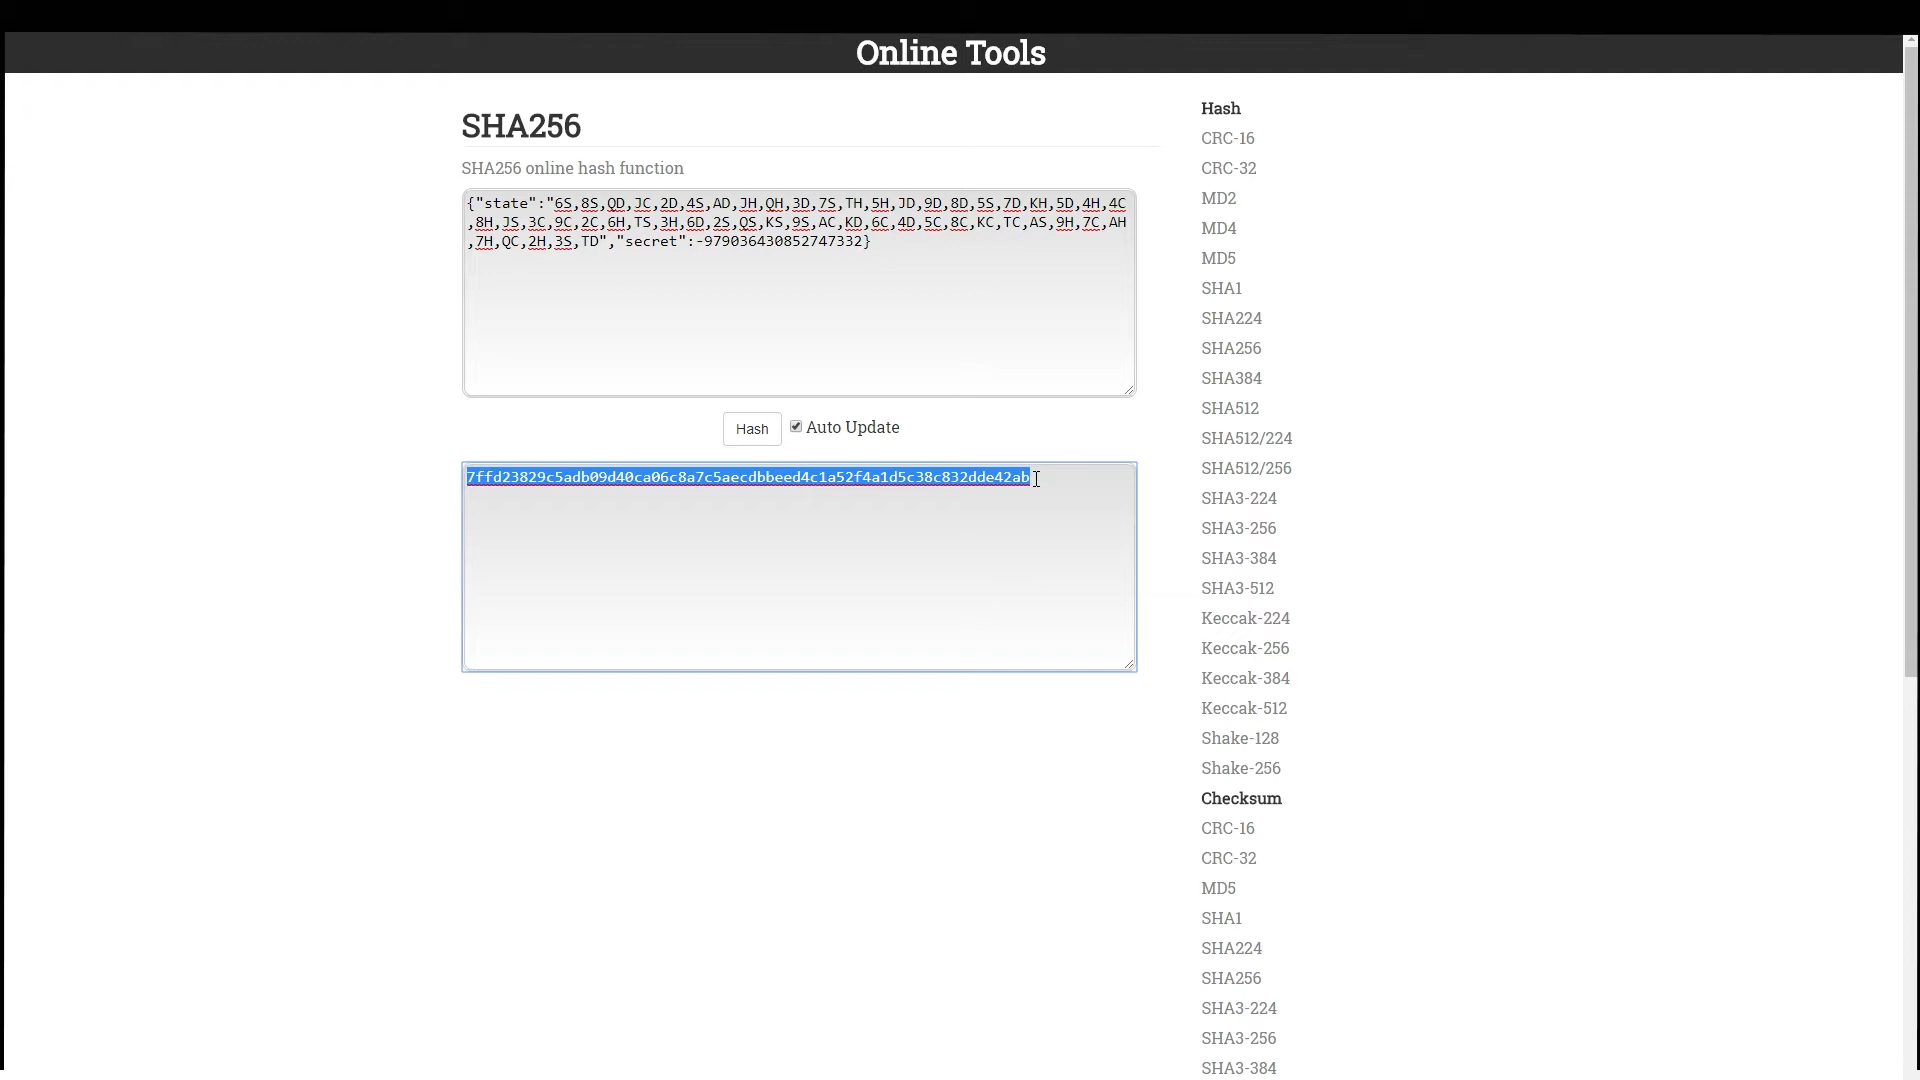 Online Tools
SHA256
SHA256 online hash function
{"state":"6S,8S,QD,JC,2D,4S,AD,JH,QH,3D,7S,TH,5H,JD,9D,8D,5S,7D,KH,5D,4H,4C
,8H,JS,3C,9C,2C,6H,TS,3H,6D,2S,QS,KS,9S,AC,KD,6C,4D,5C,8C,KC,TC,AS,9H,7C,AH
,7H,QC,2H,3S,TD","secret":-979036430852747332}
Hash
Auto Update
7ffd23829c5adb09d40ca06c8a7c5aecdbbeed4c1a52f4a1d5c38c832dde42ab
Hash
CRC-16
CRC-32
MD2
MD4
MD5
SHA1
SHA224
SHA256
SHA384
SHA512
SHA512/224
SHA512/256
SHA3-224
SHA3-256
SHA3-384
SHA3-512
Keccak-224
Keccak-256
Keccak-384
Keccak-512
Shake-128
Shake-256
Checksum
CRC-16
CRC-32
MD5
SHA1
SHA224
SHA256
SHA3-224
SHA3-256
SHA3-384